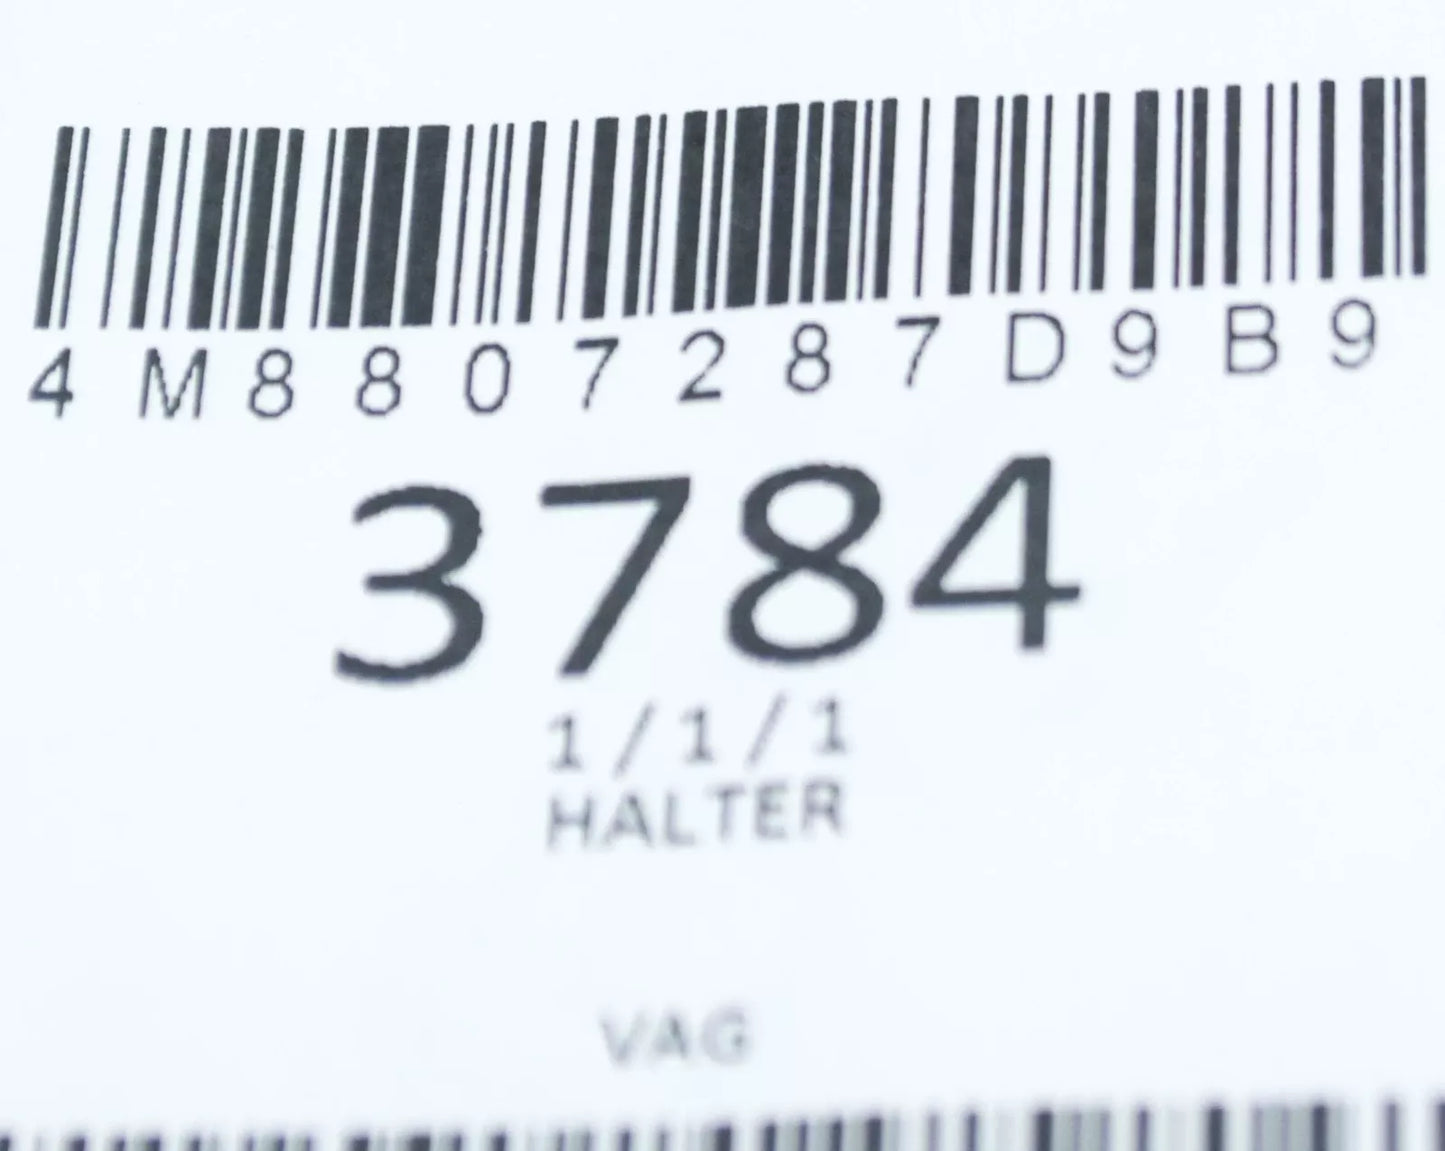 4M8807287D9B9
3784
1/1/1
HALTER
VAG